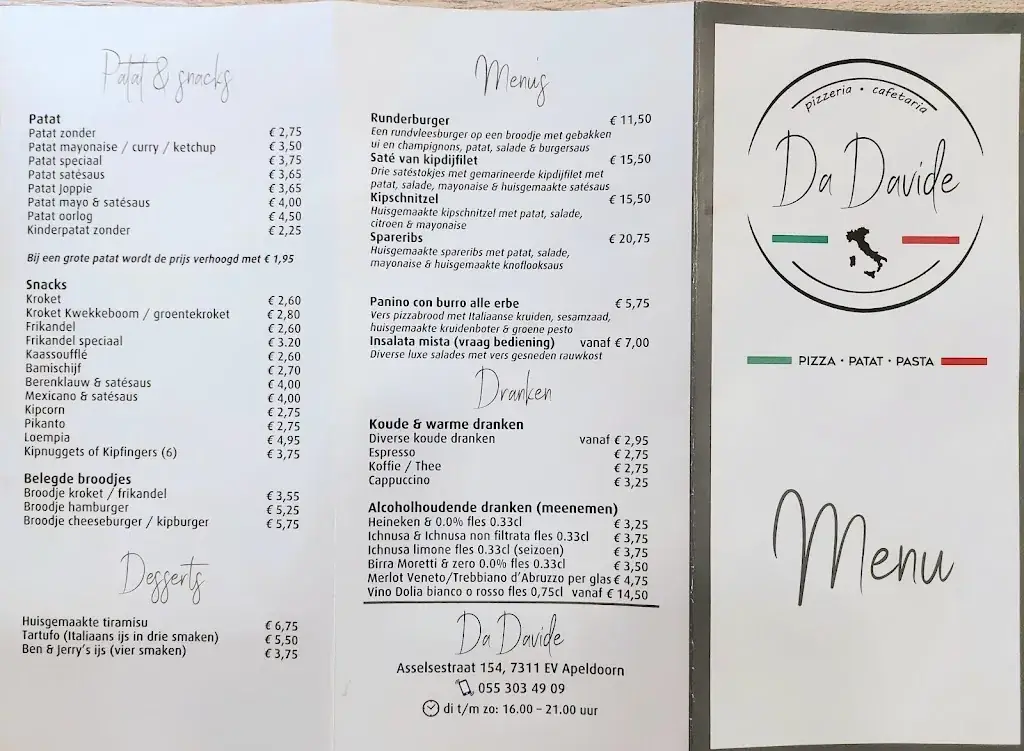 Patat & snacks
Patat
Patat zonder € 2,75
Patat mayonaise / curry / ketchup € 3,50
Patat speciaal € 3,75
Patat satésaus € 3,65
Patat Joppie € 3,65
Patat mayo & satésaus € 4,00
Patat oorlog € 4,50
Kinderpatat zonder € 2,25
Bij een grote patat wordt de prijs verhoogd met € 1,95
Snacks
Kroket € 2,60
Kroket Kwekkeboom / groentekroket € 2,80
Frikandel € 2,60
Frikandel speciaal € 3.20
Kaassoufflé € 2,60
Bamischijf € 2,70
Berenklauw & satésaus € 4,00
Mexicano & satésaus € 4,00
Kipcorn € 2,75
Pikanto € 2,75
Loempia € 4,95
Kipnuggets of Kipfingers (6) € 3,75
Belegde broodjes
Broodje kroket / frikandel € 3,55
Broodje hamburger € 5,25
Broodje cheeseburger / kipburger € 5,75
Desserts
Huisgemaakte tiramisu € 6,75
Tartufo (Italiaans ijs in drie smaken) € 5,50
Ben & Jerry's ijs (vier smaken) € 3,75
Menu's
Runderburger € 11,50
Een rundvleesburger op een broodje met gebakken
ui en champignons, patat, salade & burgersaus
Saté van kipdijfilet € 15,50
Drie satéstokjes met gemarineerde kipdijfilet met
patat, salade, mayonaise & huisgemaakte satésaus
Kipschnitzel € 15,50
Huisgemaakte kipschnitzel met patat, salade,
citroen & mayonaise
Spareribs € 20,75
Huisgemaakte spareribs met patat, salade,
mayonaise & huisgemaakte knoflooksaus
Panino con burro alle erbe € 5,75
Vers pizzabrood met Italiaanse kruiden, sesamzaad,
huisgemaakte kruidenboter & groene pesto
Insalata mista (vraag bediening) vanaf € 7,00
Diverse luxe salades met vers gesneden rauwkost
Dranken
Koude & warme dranken
Diverse koude dranken vanaf € 2,95
Espresso € 2,75
Koffie / Thee € 2,75
Cappuccino € 3,25
Alcoholhoudende dranken (meenemen)
Heineken & 0.0% fles 0.33cl € 3,25
Ichnusa & Ichnusa non filtrata fles 0.33cl € 3,75
Ichnusa limone fles 0.33cl (seizoen) € 3,75
Birra Moretti & zero 0.0% fles 0.33cl € 3,50
Merlot Veneto/Trebbiano d'Abruzzo per glas € 4,75
Vino Dolia bianco o rosso fles 0,75cl vanaf € 14,50
Da Davide
Asselsestraat 154, 7311 EV Apeldoorn
055 303 49 09
di t/m zo: 16.00 – 21.00 uur
pizzeria • cafetaria
Da Davide
PIZZA • PATAT • PASTA
Menu